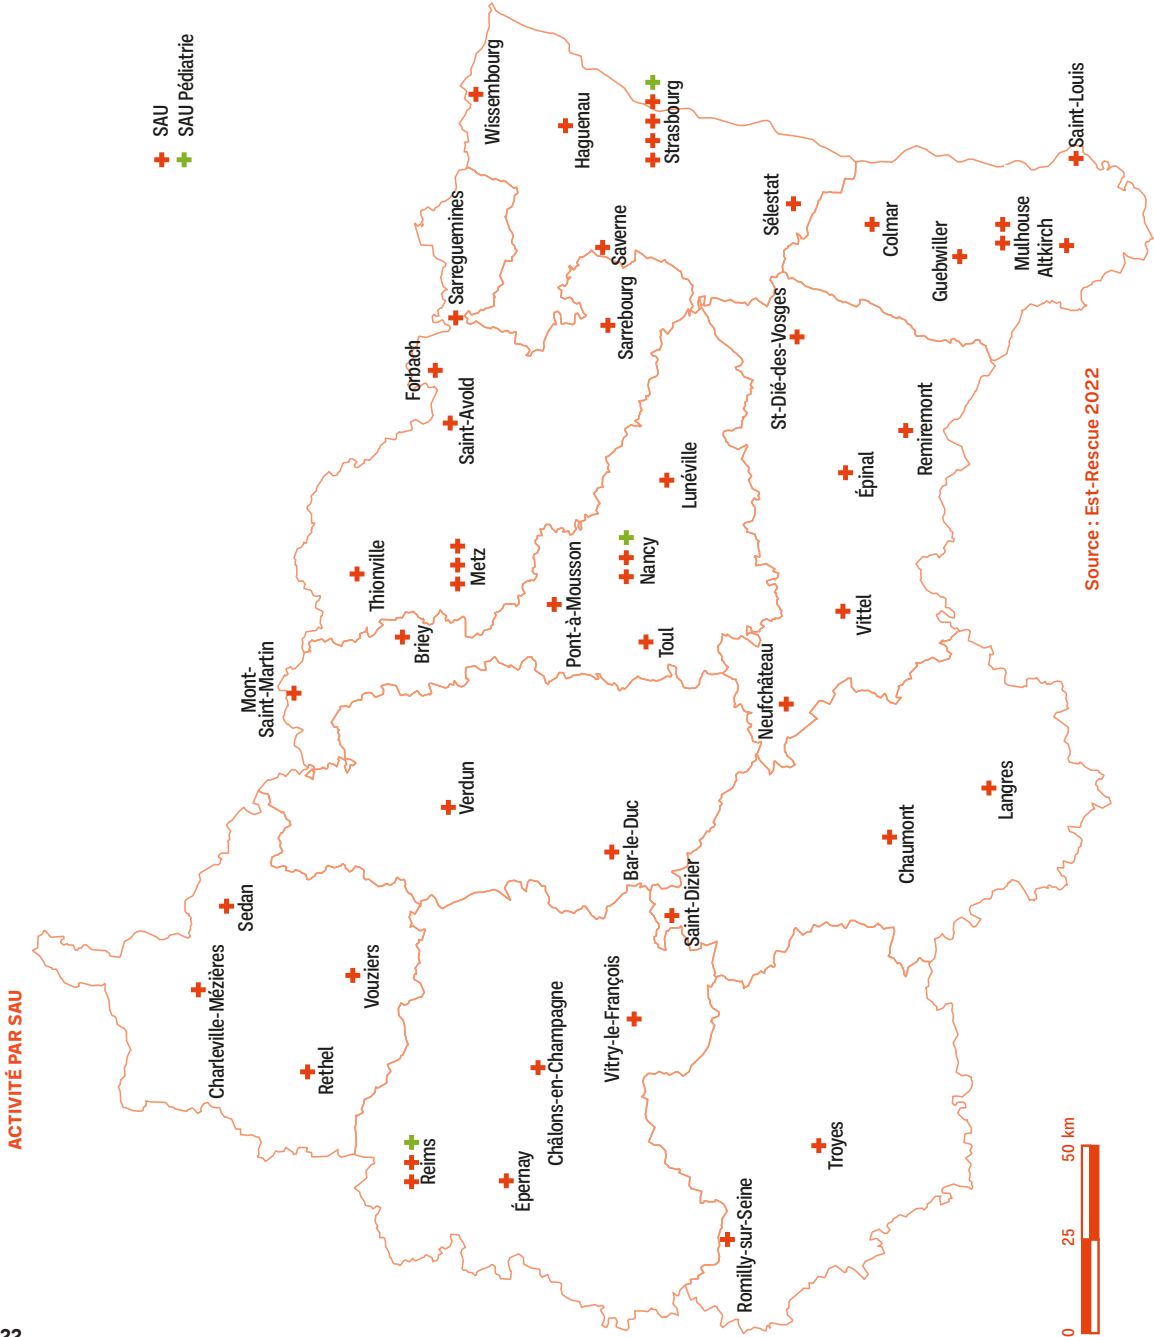 ACTIVITÉ PAR SAU
SAU
SAU Pédiatrie
Charleville-Mézières
Sedan
Rethel
Vouziers
Mont-
Saint-Martin
Thionville
Briey
Metz
Forbach
Saint-Avold
Sarreguemines
Wissembourg
Haguenau
Strasbourg
Saverne
Sarrebourg
Reims
Épernay
Châlons-en-Champagne
Vitry-le-François
Verdun
Bar-le-Duc
Saint-Dizier
Pont-à-Mousson
Nancy
Toul
Lunéville
Sélestat
Colmar
Guebwiller
Mulhouse
Altkirch
Saint-Louis
St-Dié-des-Vosges
Neufchâteau
Vittel
Épinal
Remiremont
Romilly-sur-Seine
Troyes
Chaumont
Langres
0 25 50 km
Source : Est-Rescue 2022